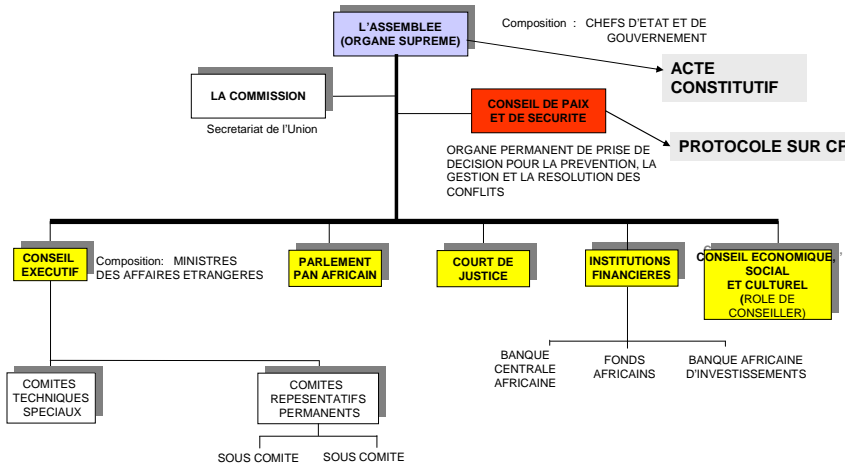 L'ASSEMBLEE
(ORGANE SUPREME)
Composition : CHEFS D'ETAT ET DE
GOUVERNEMENT
ACTE
CONSTITUTIF
LA COMMISSION
Secretariat de l'Union
CONSEIL DE PAIX
ET DE SECURITE
PROTOCOLE SUR CP
ORGANE PERMANENT DE PRISE DE
DECISION POUR LA PREVENTION, LA
GESTION ET LA RESOLUTION DES
CONFLITS
CONSEIL
EXECUTIF
Composition: MINISTRES
DES AFFAIRES ETRANGERES
PARLEMENT
PAN AFRICAIN
COURT DE
JUSTICE
INSTITUTIONS
FINANCIERES
CONSEIL ECONOMIQUE,
SOCIAL
ET CULTUREL
(ROLE DE
CONSEILLER)
BANQUE
CENTRALE
AFRICAINE
FONDS
AFRICAINS
BANQUE AFRICAINE
D'INVESTISSEMENTS
COMITES
TECHNIQUES
SPECIAUX
COMITES
REPESENTATIFS
PERMANENTS
SOUS COMITE
SOUS COMITE